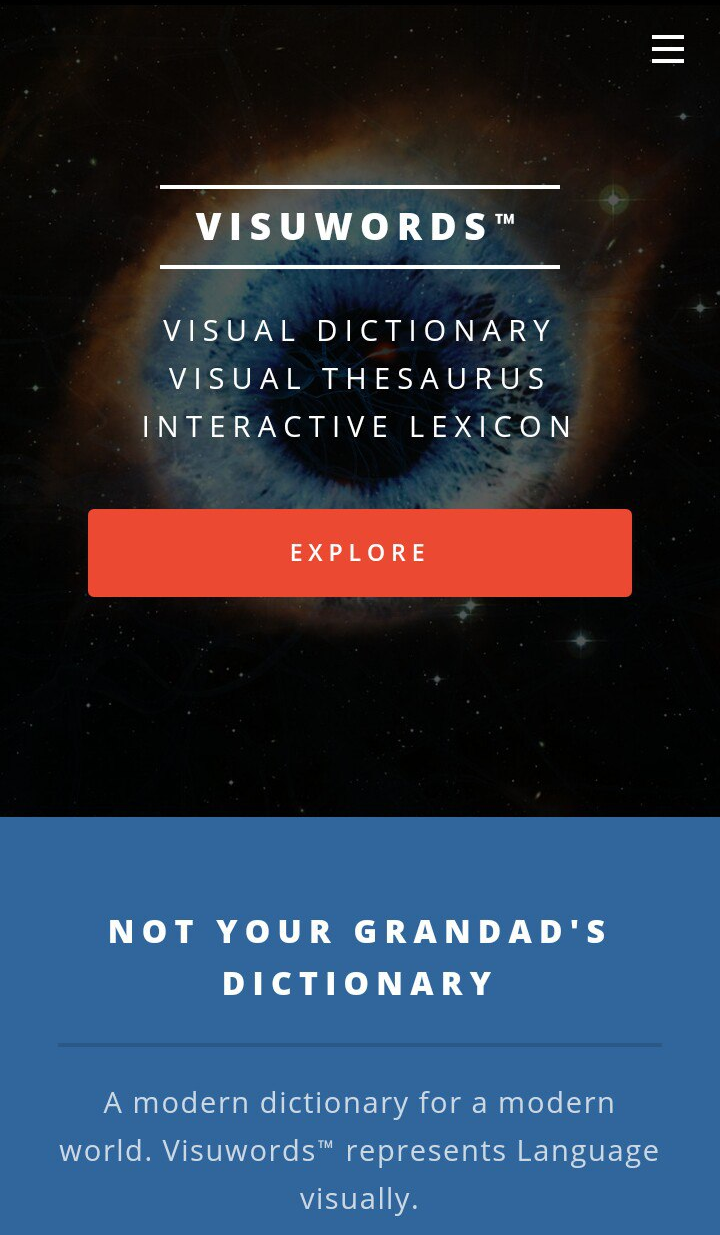 VISUWORDS™
VISUAL DICTIONARY
VISUAL THESAURUS
INTERACTIVE LEXICON
EXPLORE
NOT YOUR GRANDAD'S
DICTIONARY
A modern dictionary for a modern
world. Visuwords™ represents Language
visually.